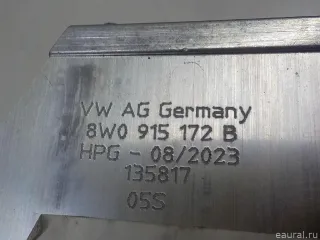 VW AG Germany
8W0 915 172 B
HPG - 08/2023
135817
05S
eaural.ru